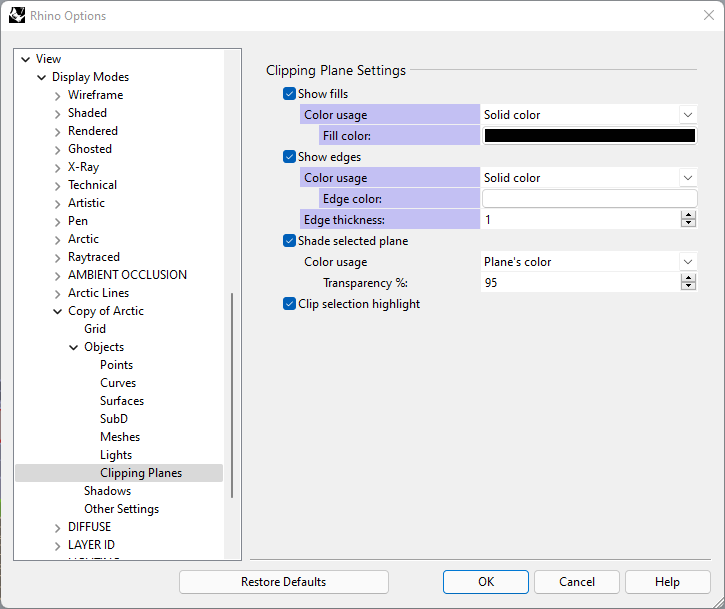 Rhino Options
View
Display Modes
Wireframe
Shaded
Rendered
Ghosted
X-Ray
Technical
Artistic
Pen
Arctic
Raytraced
AMBIENT OCCLUSION
Arctic Lines
Copy of Arctic
Grid
Objects
Points
Curves
Surfaces
SubD
Meshes
Lights
Clipping Planes
Shadows
Other Settings
DIFFUSE
LAYER ID
Clipping Plane Settings
Show fills
Color usage Solid color
Fill color:
Show edges
Color usage Solid color
Edge color:
Edge thickness: 1
Shade selected plane
Color usage Plane's color
Transparency %: 95
Clip selection highlight
Restore Defaults OK Cancel Help